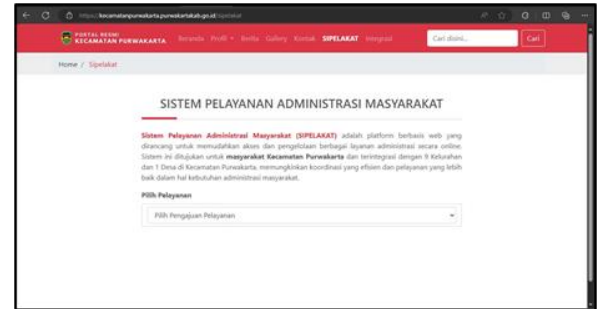 https://kecamatanpurwakarta.purwakartakab.go.id/sipelakat
PORTAL RESMI
KECAMATAN PURWAKARTA
Beranda Profil Berita Gallery Kontak SIPELAKAT Integrasi
Cari disini...
Cari
Home / Sipelakat
SISTEM PELAYANAN ADMINISTRASI MASYARAKAT
Sistem Pelayanan Administrasi Masyarakat (SIPELAKAT) adalah platform berbasis web yang
dirancang untuk memudahkan akses dan pengelolaan berbagai layanan administrasi secara online.
Sistem ini ditujukan untuk masyarakat Kecamatan Purwakarta dan terintegrasi dengan 9 Kelurahan
dan 1 Desa di Kecamatan Purwakarta, memungkinkan koordinasi yang efisien dan pelayanan yang lebih
baik dalam hal kebutuhan administrasi masyarakat.
Pilih Pelayanan
Pilih Pengajuan Pelayanan